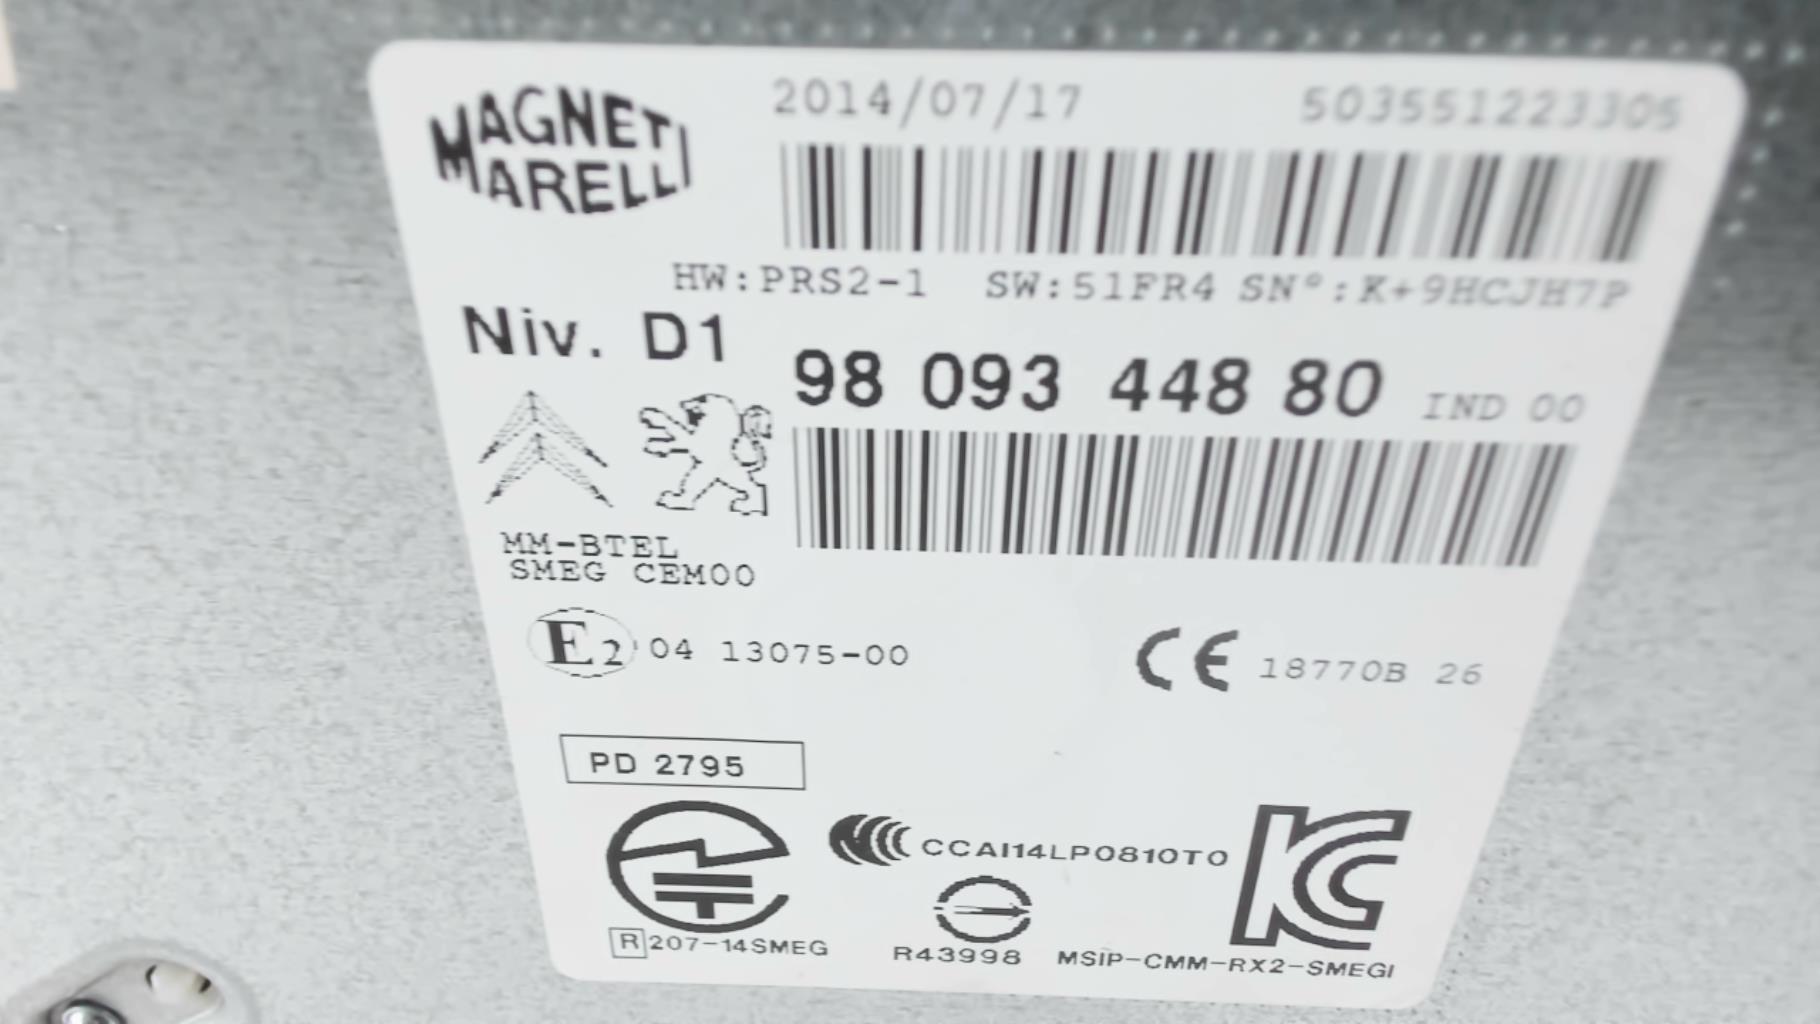 MAGNETI MARELLI
2014/07/17 503551223305
HW:PRS2-1 SW:51FR4 SN°:K+9HCJH7P
Niv. D1
98 093 448 80 IND 00
MM-BTEL
SMEG CEM00
E2 04 13075-00
CE 18770B 26
PD 2795
CCAI14LP0810T0
R 207-14SMEG
R43998
MSIP-CMM-RX2-SMEGI